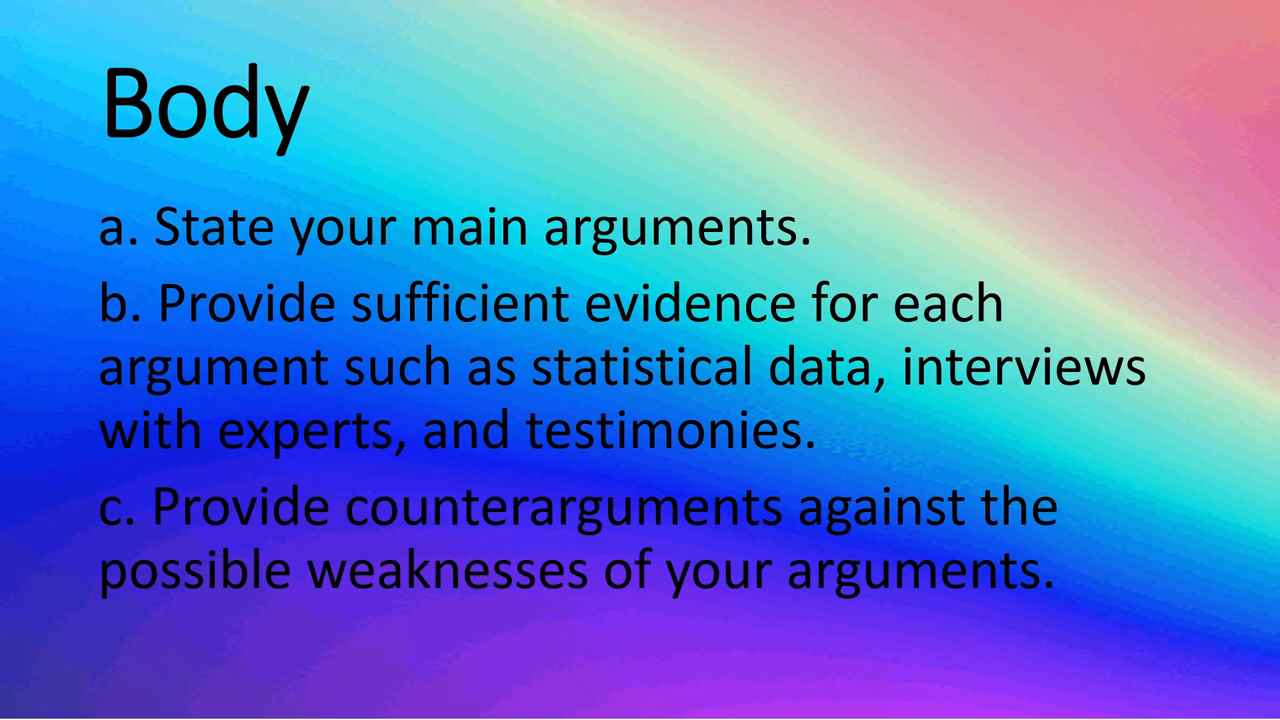 Body
a. State your main arguments.
b. Provide sufficient evidence for each
argument such as statistical data, interviews
with experts, and testimonies.
c. Provide counterarguments against the
possible weaknesses of your arguments.